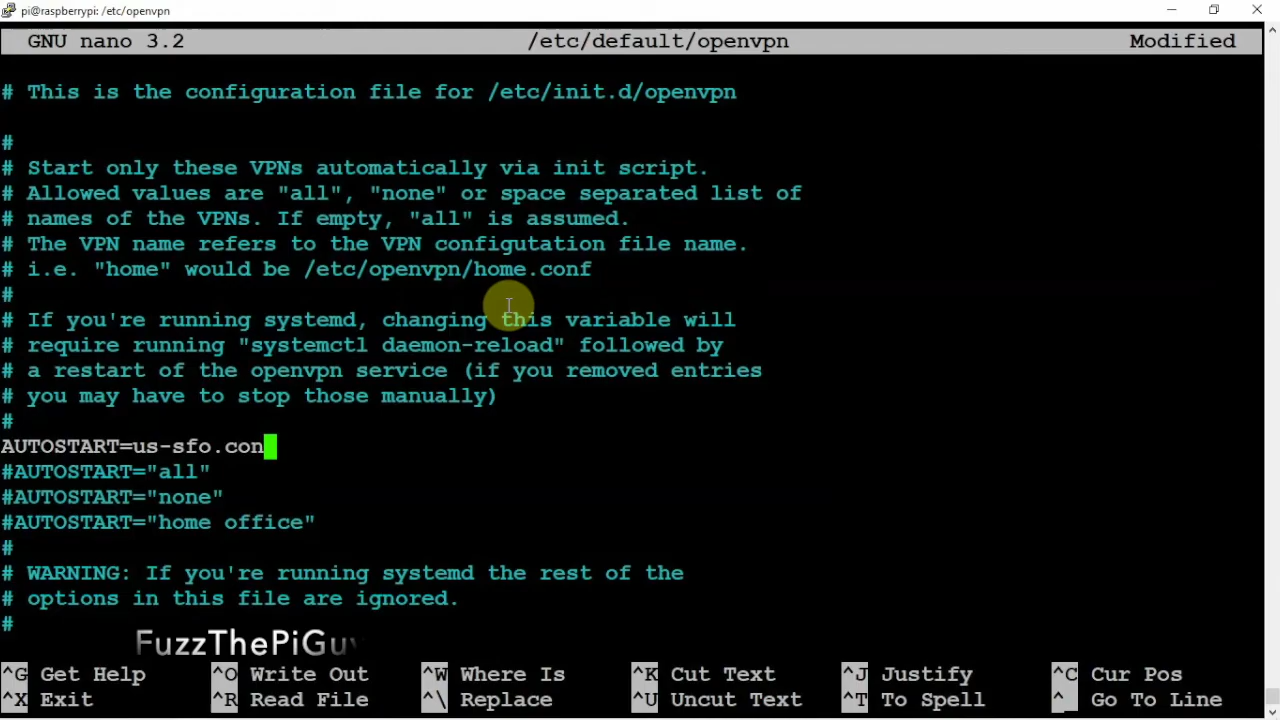 pi@raspberrypi: /etc/openvpn
GNU nano 3.2 /etc/default/openvpn Modified
# This is the configuration file for /etc/init.d/openvpn
#
# Start only these VPNs automatically via init script.
# Allowed values are "all", "none" or space separated list of
# names of the VPNs. If empty, "all" is assumed.
# The VPN name refers to the VPN configutation file name.
# i.e. "home" would be /etc/openvpn/home.conf
#
# If you're running systemd, changing this variable will
# require running "systemctl daemon-reload" followed by
# a restart of the openvpn service (if you removed entries
# you may have to stop those manually)
#
AUTOSTART=us-sfo.con
#AUTOSTART="all"
#AUTOSTART="none"
#AUTOSTART="home office"
#
# WARNING: If you're running systemd the rest of the
# options in this file are ignored.
#
FuzzThePiGuy
^G Get Help ^O Write Out ^W Where Is ^K Cut Text ^J Justify ^C Cur Pos
^X Exit ^R Read File ^\ Replace ^U Uncut Text ^T To Spell ^_ Go To Line